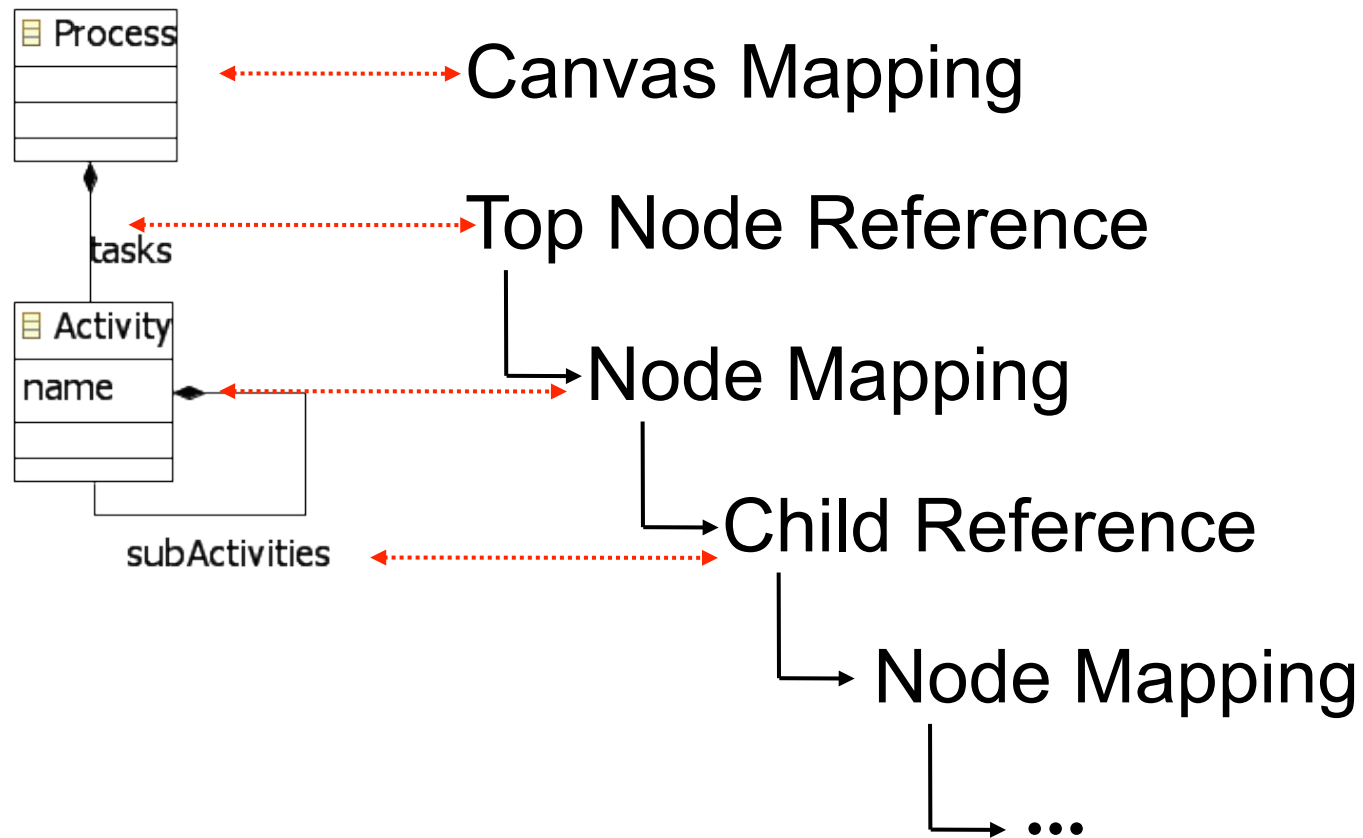 Process
Canvas Mapping
Top Node Reference
tasks
Activity
Node Mapping
name
Child Reference
subActivities
Node Mapping
...